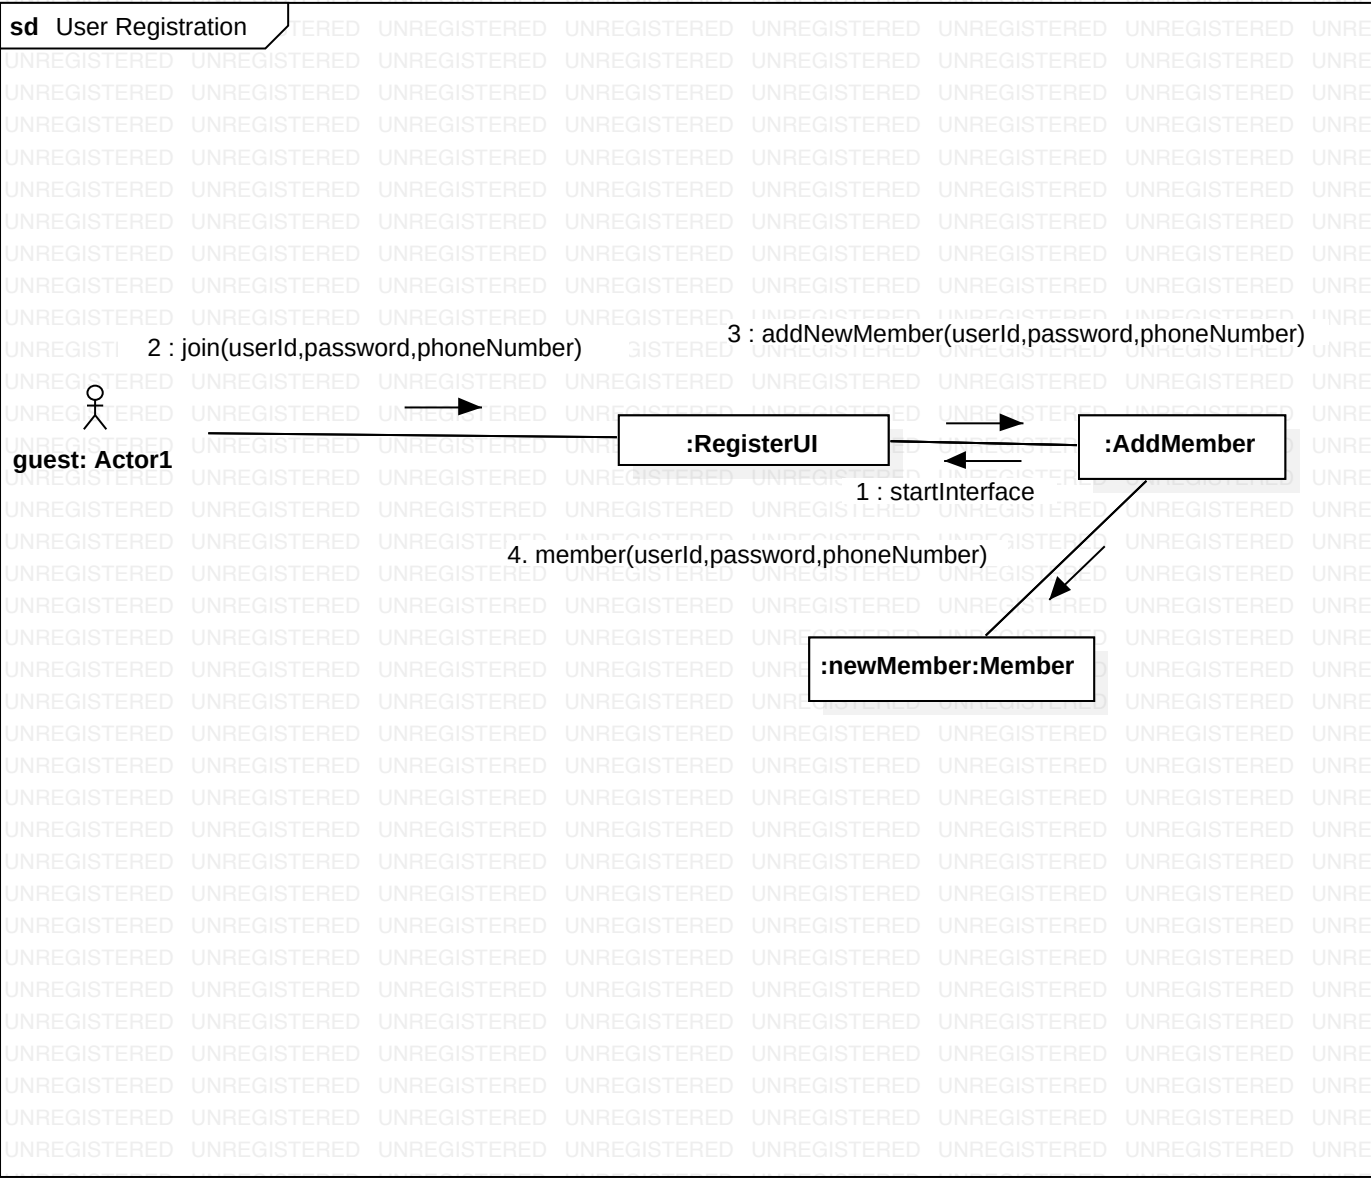 sd User Registration
2 : join(userId,password,phoneNumber)
3 : addNewMember(userId,password,phoneNumber)
guest: Actor1
:RegisterUI
:AddMember
1 : startInterface
4. member(userId,password,phoneNumber)
:newMember:Member
UNREGISTERED